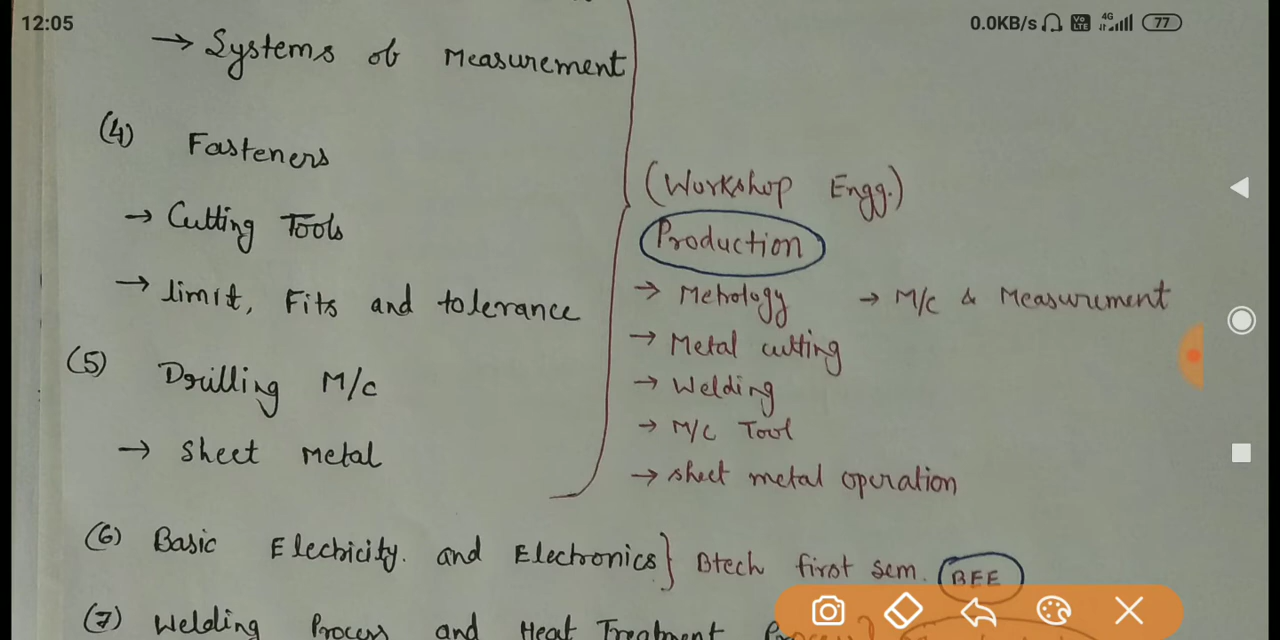 12:05
0.0KB/s 4G 77
→ Systems of Measurement
(4) Fasteners
→ Cutting Tools
→ limit, Fits and tolerance
(5) Drilling M/c
→ Sheet Metal
(Workshop Engg.)
Production
→ Metrology → M/C & Measurement
→ Metal cutting
→ Welding
→ M/C Tool
→ sheet metal operation
(6) Basic Electricity. and Electronics} Btech first sem. BEE
(7) Welding Process and Heat Treatment